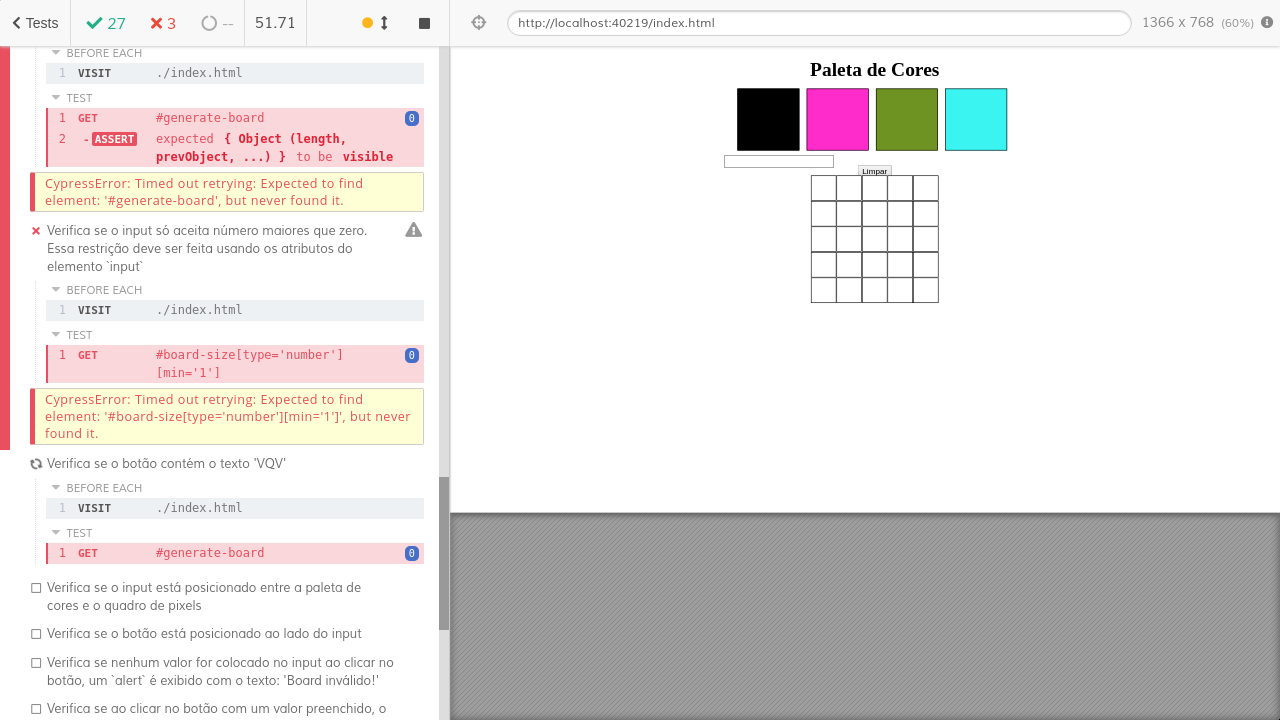 Tests
27
3
--
51.71
http://localhost:40219/index.html
1366 x 768 (60%)
BEFORE EACH
1 VISIT ./index.html
TEST
1 GET #generate-board 0
2 -ASSERT expected { Object (length,
prevObject, ...) } to be visible
CypressError: Timed out retrying: Expected to find
element: '#generate-board', but never found it.
Verifica se o input só aceita número maiores que zero.
Essa restrição deve ser feita usando os atributos do
elemento `input`
BEFORE EACH
1 VISIT ./index.html
TEST
1 GET #board-size[type='number'] 0
[min='1']
CypressError: Timed out retrying: Expected to find
element: '#board-size[type='number'][min='1']', but never
found it.
Verifica se o botão contém o texto 'VQV'
BEFORE EACH
1 VISIT ./index.html
TEST
1 GET #generate-board 0
Verifica se o input está posicionado entre a paleta de
cores e o quadro de pixels
Verifica se o botão está posicionado ao lado do input
Verifica se nenhum valor for colocado no input ao clicar no
botão, um `alert` é exibido com o texto: 'Board inválido!'
Verifica se ao clicar no botão com um valor preenchido, o
Paleta de Cores
Limpar